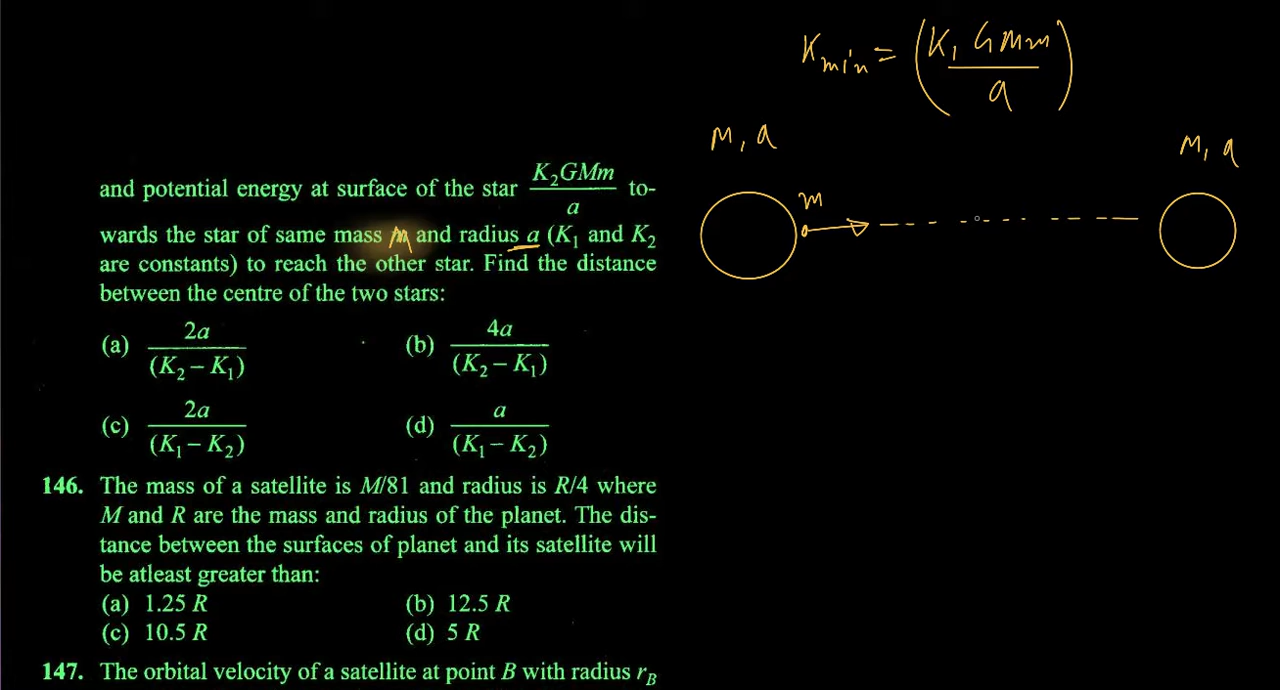 K_min = (K_1 GMm / a)
M, a
M, a
m
and potential energy at surface of the star K_2GMm / a to-
wards the star of same mass M and radius a (K_1 and K_2
are constants) to reach the other star. Find the distance
between the centre of the two stars:
(a) 2a / (K_2 – K_1) (b) 4a / (K_2 – K_1)
(c) 2a / (K_1 – K_2) (d) a / (K_1 – K_2)
146. The mass of a satellite is M/81 and radius is R/4 where
M and R are the mass and radius of the planet. The dis-
tance between the surfaces of planet and its satellite will
be atleast greater than:
(a) 1.25 R (b) 12.5 R
(c) 10.5 R (d) 5 R
147. The orbital velocity of a satellite at point B with radius r_B